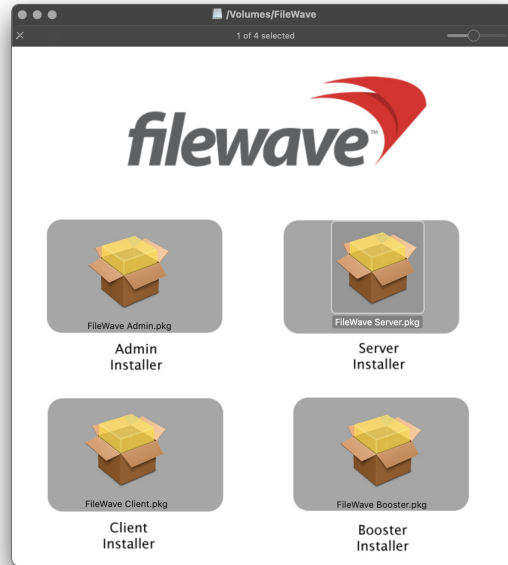 /Volumes/FileWave
1 of 4 selected
filewave™
FileWave Admin.pkg
FileWave Server.pkg
Admin
Installer
Server
Installer
FileWave Client.pkg
FileWave Booster.pkg
Client
Installer
Booster
Installer